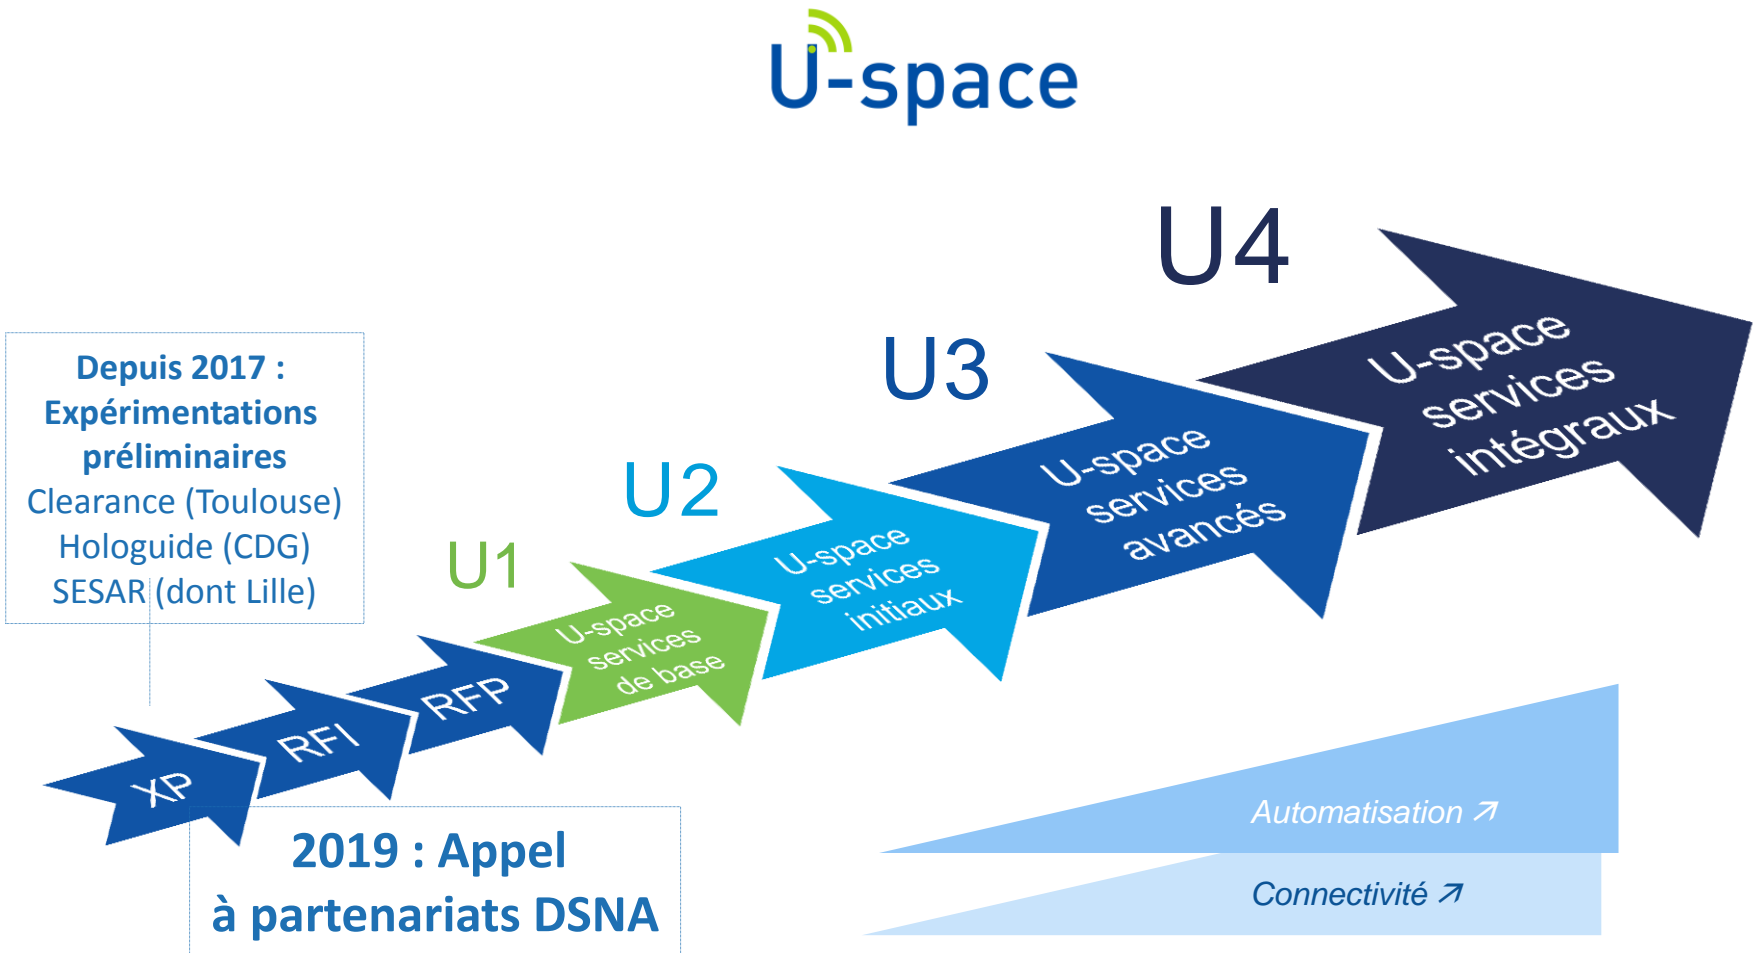 U-space
U4
U-space
services
intégraux
U3
U-space
services
avancés
Depuis 2017 :
Expérimentations
préliminaires
Clearance (Toulouse)
Hologuide (CDG)
SESAR (dont Lille)
U2
U-space
services
initiaux
U1
U-space
services
de base
RFP
RFI
XP
2019 : Appel
à partenariats DSNA
Automatisation ↗
Connectivité ↗